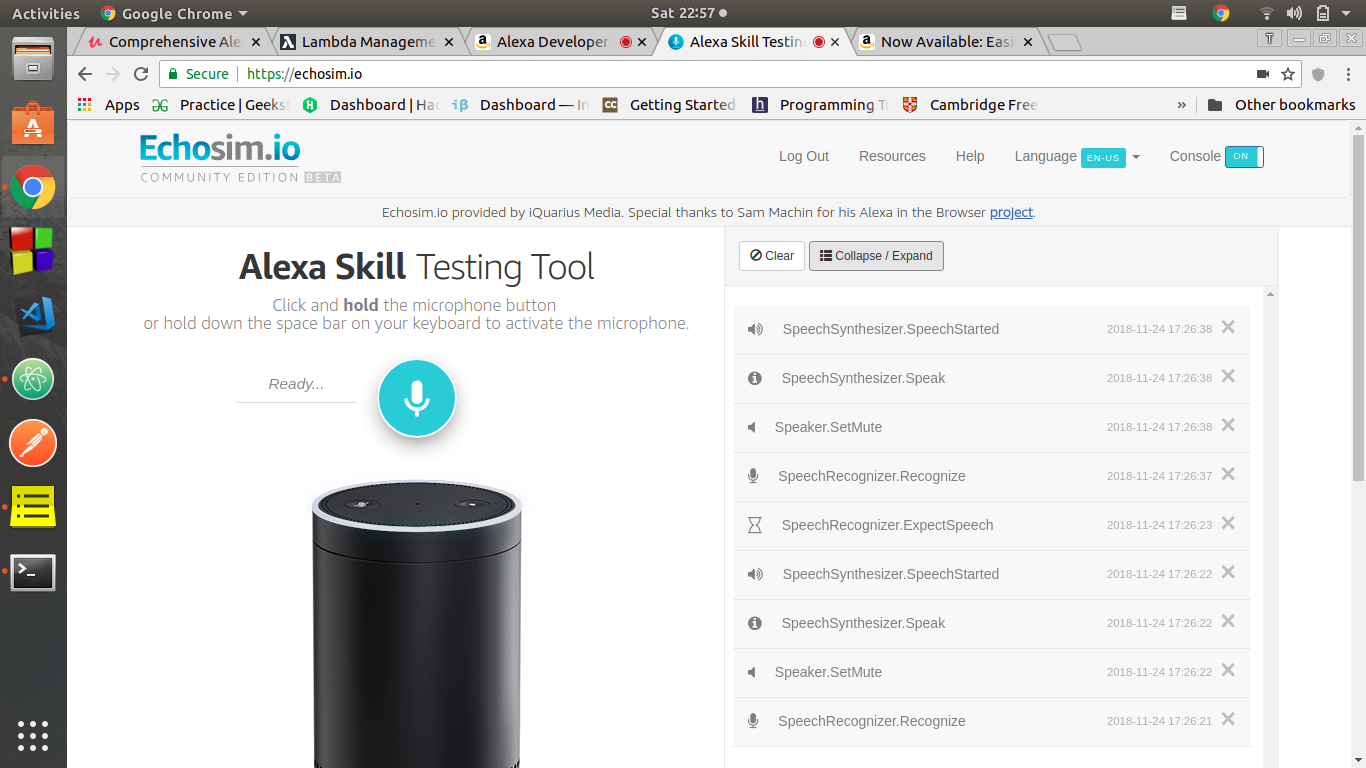 Activities Google Chrome Sat 22:57
Comprehensive Ale Lambda Manageme Alexa Developer Alexa Skill Testing Now Available: Easi
Secure https://echosim.io
Apps Practice | Geeks Dashboard | Ha Dashboard — In Getting Started Programming Tu Cambridge Free » Other bookmarks
Echosim.io
COMMUNITY EDITION BETA
Log Out Resources Help Language EN-US Console ON
Echosim.io provided by iQuarius Media. Special thanks to Sam Machin for his Alexa in the Browser project.
Alexa Skill Testing Tool
Click and hold the microphone button
or hold down the space bar on your keyboard to activate the microphone.
Ready...
Clear Collapse / Expand
SpeechSynthesizer.SpeechStarted 2018-11-24 17:26:38
SpeechSynthesizer.Speak 2018-11-24 17:26:38
Speaker.SetMute 2018-11-24 17:26:38
SpeechRecognizer.Recognize 2018-11-24 17:26:37
SpeechRecognizer.ExpectSpeech 2018-11-24 17:26:23
SpeechSynthesizer.SpeechStarted 2018-11-24 17:26:22
SpeechSynthesizer.Speak 2018-11-24 17:26:22
Speaker.SetMute 2018-11-24 17:26:22
SpeechRecognizer.Recognize 2018-11-24 17:26:21